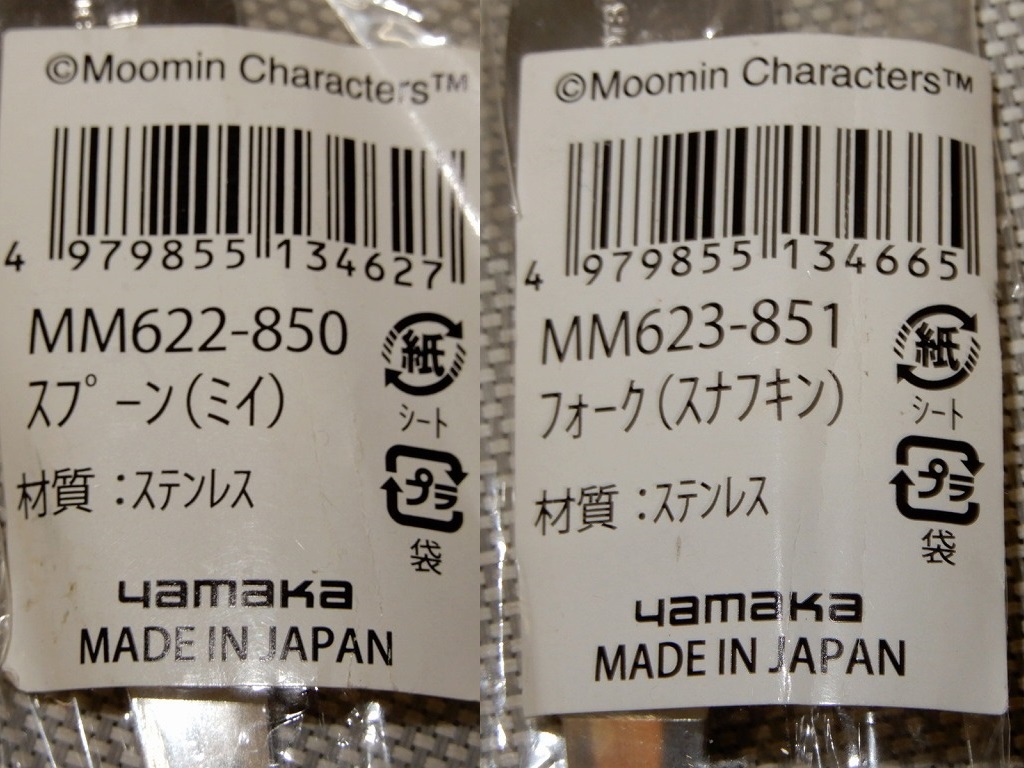 ©Moomin Characters™
4 979855 134627
MM622-850
スプーン(ミイ)
紙
シート
材質：ステンレス
プラ
袋
yamaka
MADE IN JAPAN
©Moomin Characters™
4 979855 134665
MM623-851
フォーク(スナフキン)
紙
シート
材質：ステンレス
プラ
袋
yamaka
MADE IN JAPAN